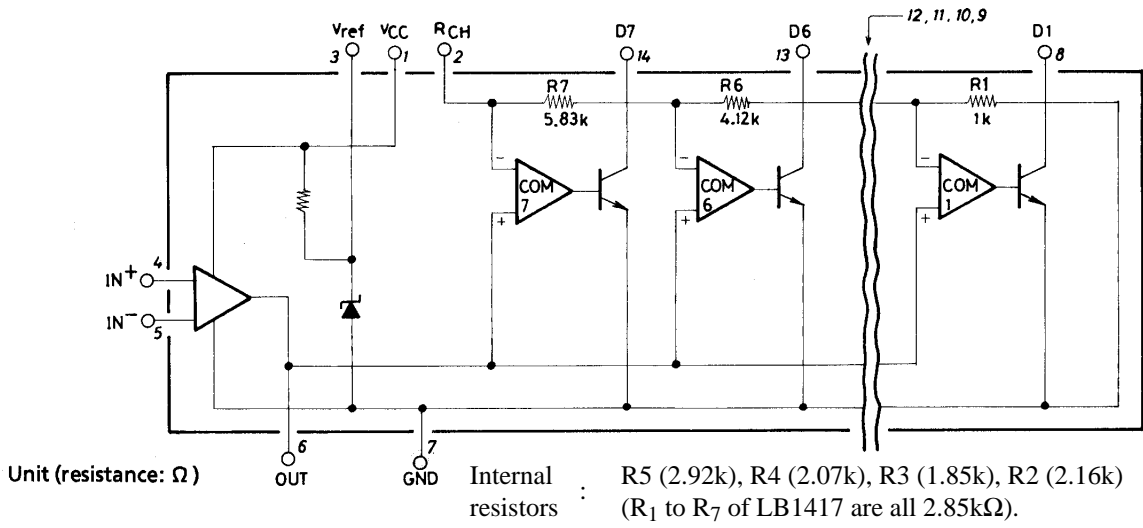 12, 11, 10, 9
Vref
VCC
RCH
D7
D6
D1
3
1
2
14
13
8
R7
5.83k
R6
4.12k
R1
1k
−
COM
7
+
−
COM
6
+
−
COM
1
+
IN+
4
IN−
5
6
OUT
7
GND
Unit (resistance: Ω)
Internal resistors : R5 (2.92k), R4 (2.07k), R3 (1.85k), R2 (2.16k)
(R1 to R7 of LB1417 are all 2.85kΩ).